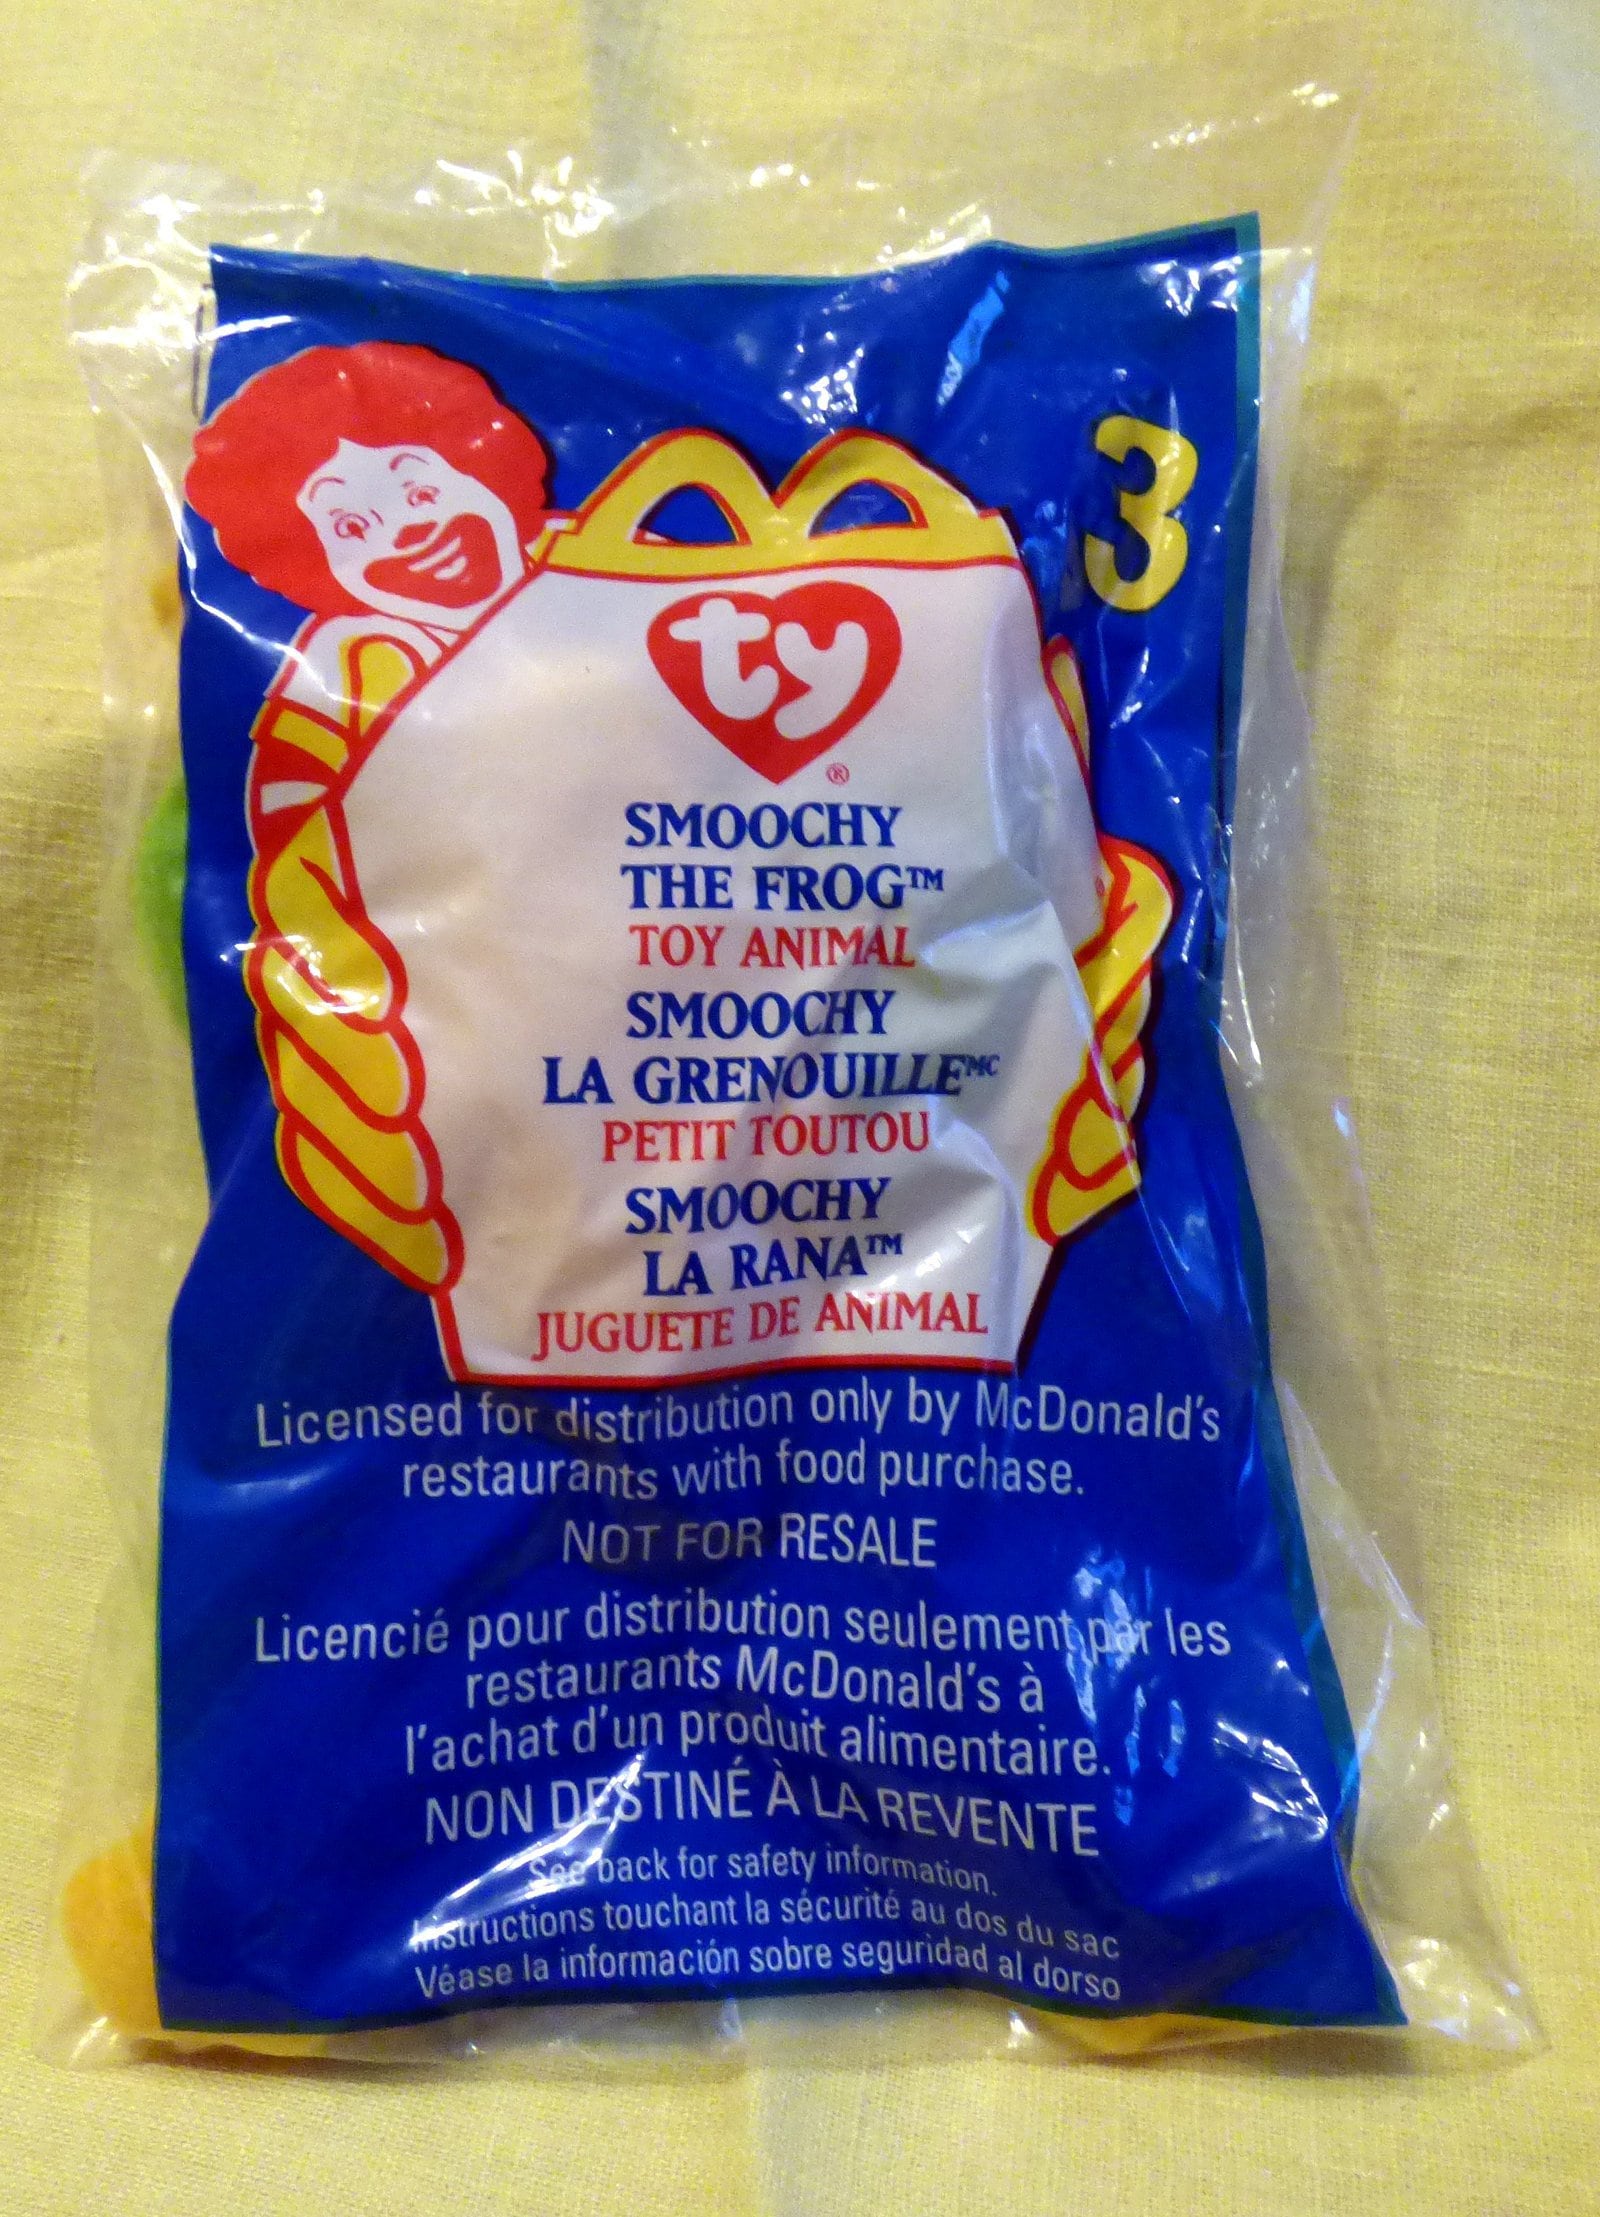 3
ty
®
SMOOCHY
THE FROG™
TOY ANIMAL
SMOOCHY
LA GRENOUILLEᴹᶜ
PETIT TOUTOU
SMOOCHY
LA RANA™
JUGUETE DE ANIMAL
Licensed for distribution only by McDonald's
restaurants with food purchase.
NOT FOR RESALE
Licencié pour distribution seulement par les
restaurants McDonald's à
l'achat d'un produit alimentaire.
NON DESTINÉ À LA REVENTE
See back for safety information.
Instructions touchant la sécurité au dos du sac
Véase la información sobre seguridad al dorso